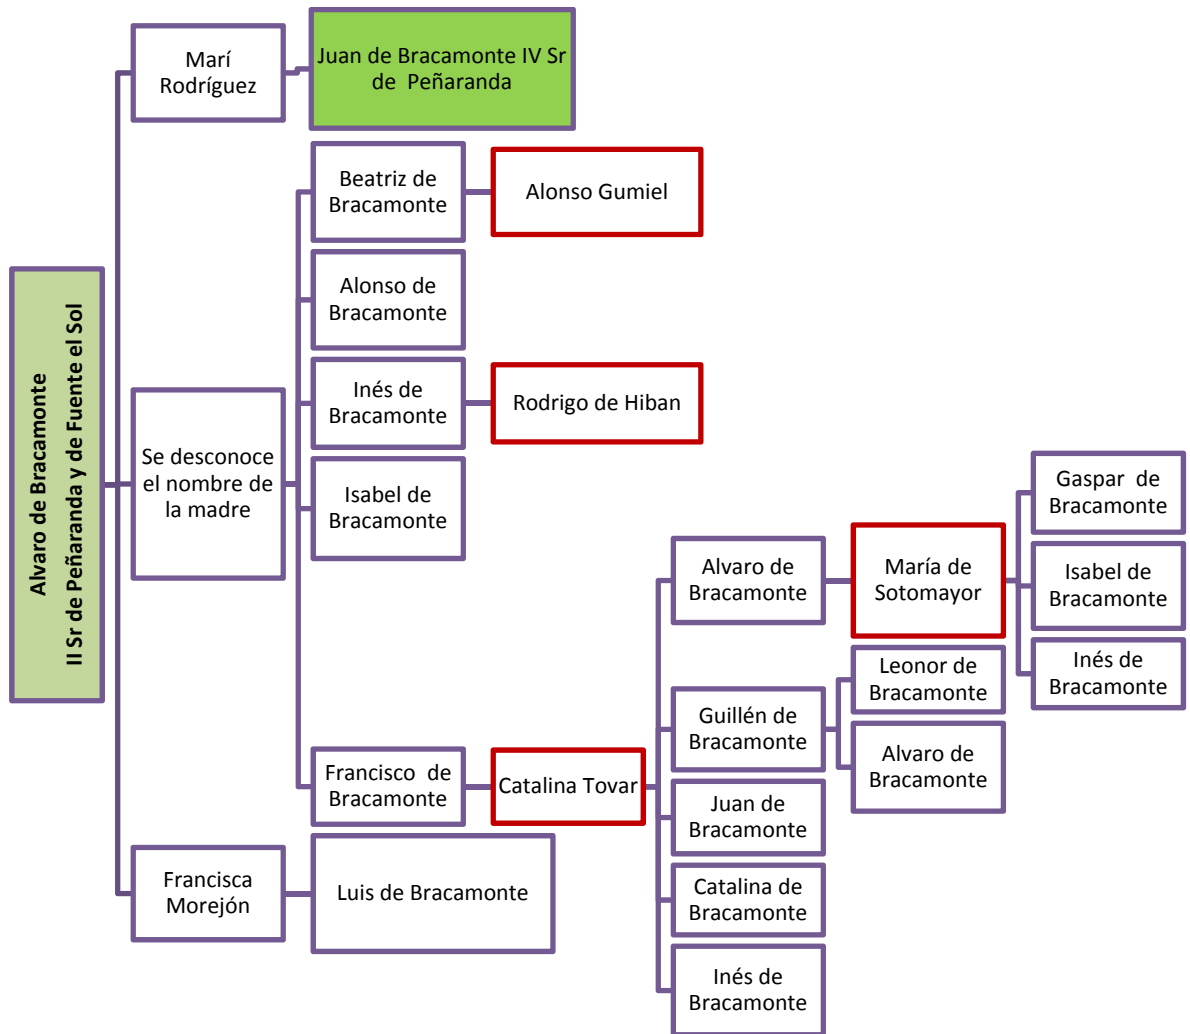 Alvaro de Bracamonte
II Sr de Peñaranda y de Fuente el Sol
Marí
Rodríguez
Juan de Bracamonte IV Sr
de Peñaranda
Se desconoce
el nombre de
la madre
Beatriz de
Bracamonte
Alonso Gumiel
Alonso de
Bracamonte
Inés de
Bracamonte
Rodrigo de Hiban
Isabel de
Bracamonte
Francisco de
Bracamonte
Catalina Tovar
Alvaro de
Bracamonte
María de
Sotomayor
Gaspar de
Bracamonte
Isabel de
Bracamonte
Inés de
Bracamonte
Guillén de
Bracamonte
Leonor de
Bracamonte
Alvaro de
Bracamonte
Juan de
Bracamonte
Catalina de
Bracamonte
Inés de
Bracamonte
Francisca
Morejón
Luis de Bracamonte